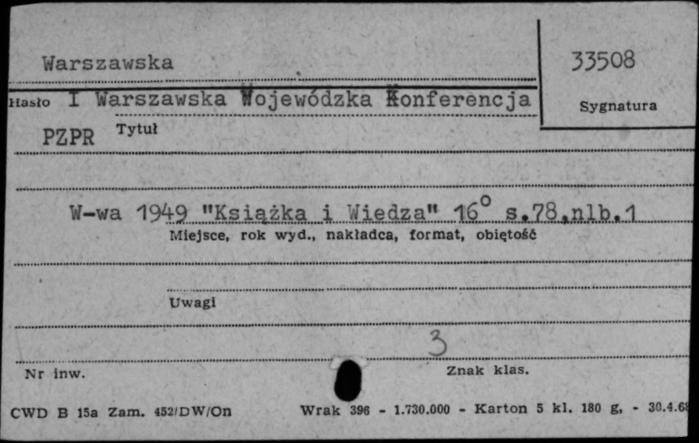 Warszawska
33508
Hasło I Warszawska Wojewódzka Konferencja
Sygnatura
PZPR Tytuł
W-wa 1949 "Książka i Wiedza" 16° s.78,nlb.1
Miejsce, rok wyd., nakładca, format, objętość
Uwagi
3
Nr inw.
Znak klas.
CWD B 15a Zam. 452/DW/On Wrak 396 - 1.730.000 - Karton 5 kl. 180 g, - 30.4.68